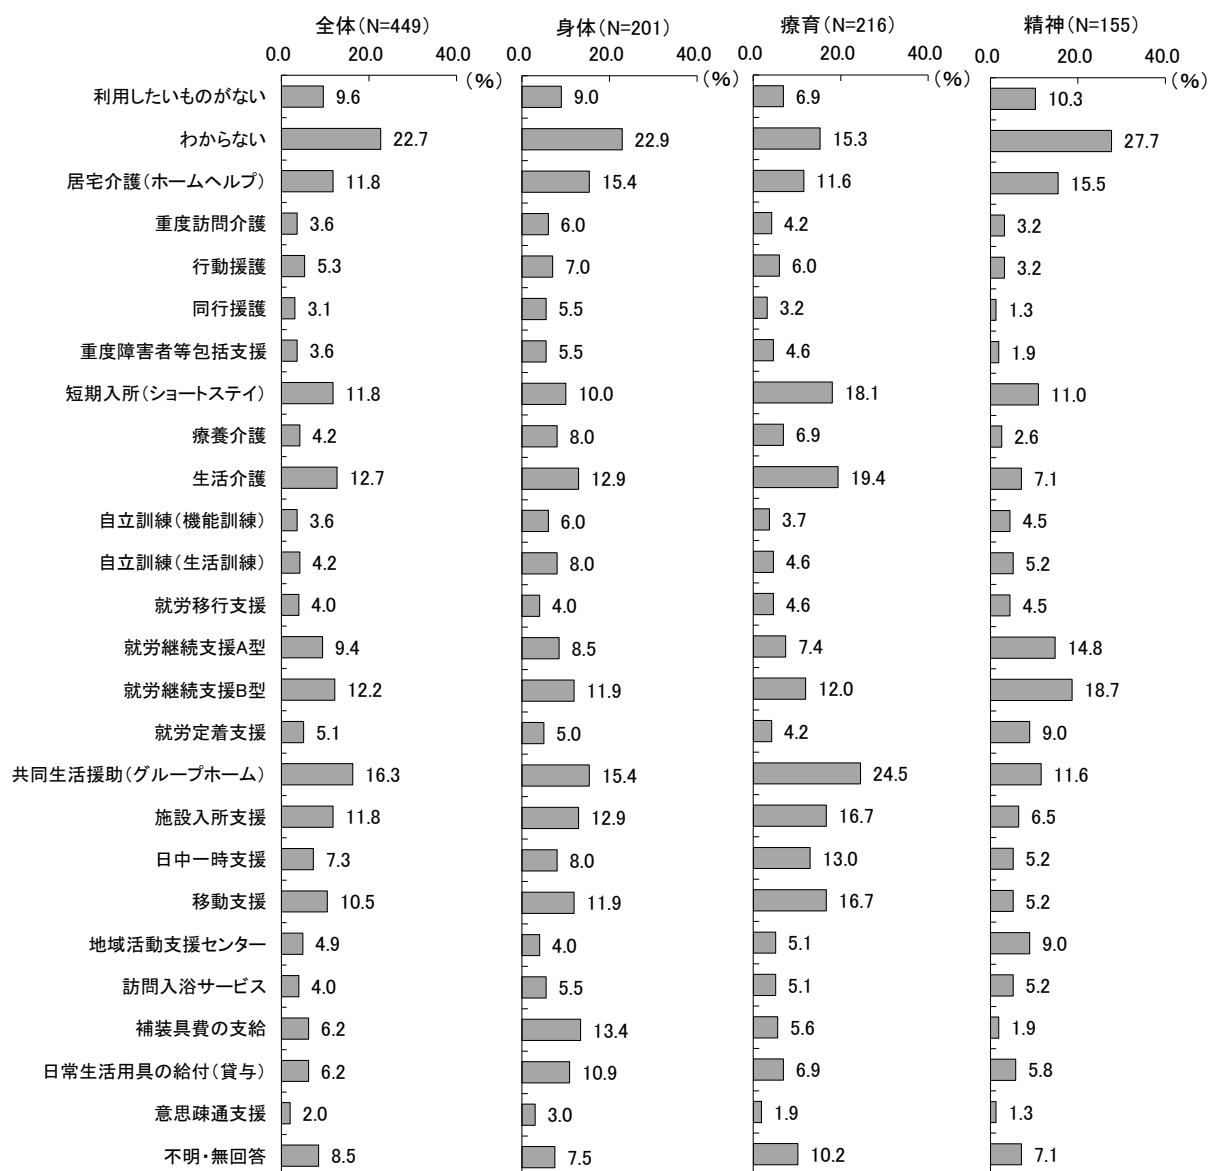 全体(N=449) 身体(N=201) 療育(N=216) 精神(N=155)
0.0 20.0 40.0 0.0 20.0 40.0 0.0 20.0 40.0 0.0 20.0 40.0
(%) (%) (%) (%)
利用したいものがない 9.6 9.0 6.9 10.3
わからない 22.7 22.9 15.3 27.7
居宅介護(ホームヘルプ) 11.8 15.4 11.6 15.5
重度訪問介護 3.6 6.0 4.2 3.2
行動援護 5.3 7.0 6.0 3.2
同行援護 3.1 5.5 3.2 1.3
重度障害者等包括支援 3.6 5.5 4.6 1.9
短期入所(ショートステイ) 11.8 10.0 18.1 11.0
療養介護 4.2 8.0 6.9 2.6
生活介護 12.7 12.9 19.4 7.1
自立訓練(機能訓練) 3.6 6.0 3.7 4.5
自立訓練(生活訓練) 4.2 8.0 4.6 5.2
就労移行支援 4.0 4.0 4.6 4.5
就労継続支援A型 9.4 8.5 7.4 14.8
就労継続支援B型 12.2 11.9 12.0 18.7
就労定着支援 5.1 5.0 4.2 9.0
共同生活援助(グループホーム) 16.3 15.4 24.5 11.6
施設入所支援 11.8 12.9 16.7 6.5
日中一時支援 7.3 8.0 13.0 5.2
移動支援 10.5 11.9 16.7 5.2
地域活動支援センター 4.9 4.0 5.1 9.0
訪問入浴サービス 4.0 5.5 5.1 5.2
補装具費の支給 6.2 13.4 5.6 1.9
日常生活用具の給付(貸与) 6.2 10.9 6.9 5.8
意思疎通支援 2.0 3.0 1.9 1.3
不明・無回答 8.5 7.5 10.2 7.1